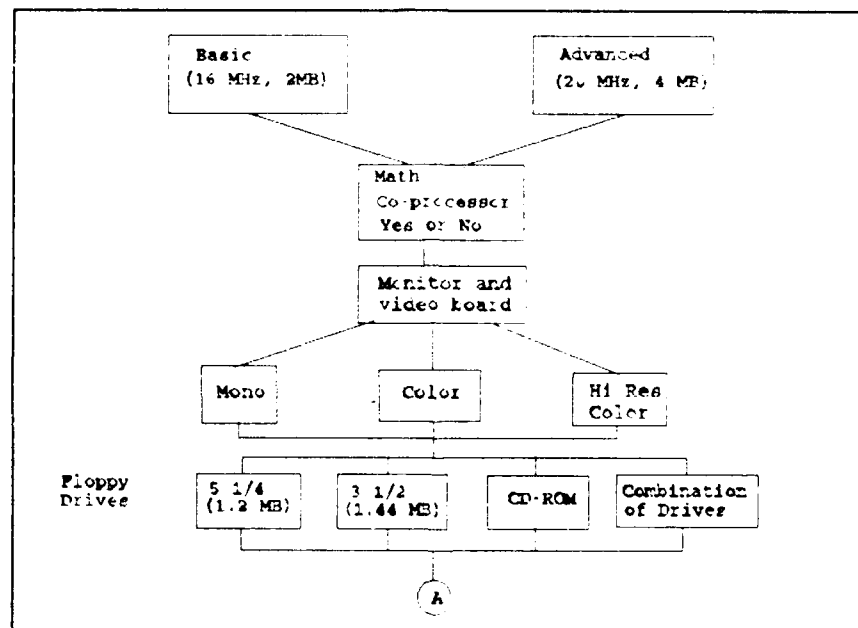 Basic
(16 MHz, 2MB)
Advanced
(20 MHz, 4 MB)
Math
Co-processor
Yes or No
Monitor and
video board
Mono
Color
Hi Res
Color
Floppy
Drives
5 1/4
(1.2 MB)
3 1/2
(1.44 MB)
CD-ROM
Combination
of Drives
A